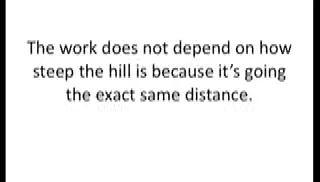 The work does not depend on how
steep the hill is because it’s going
the exact same distance.